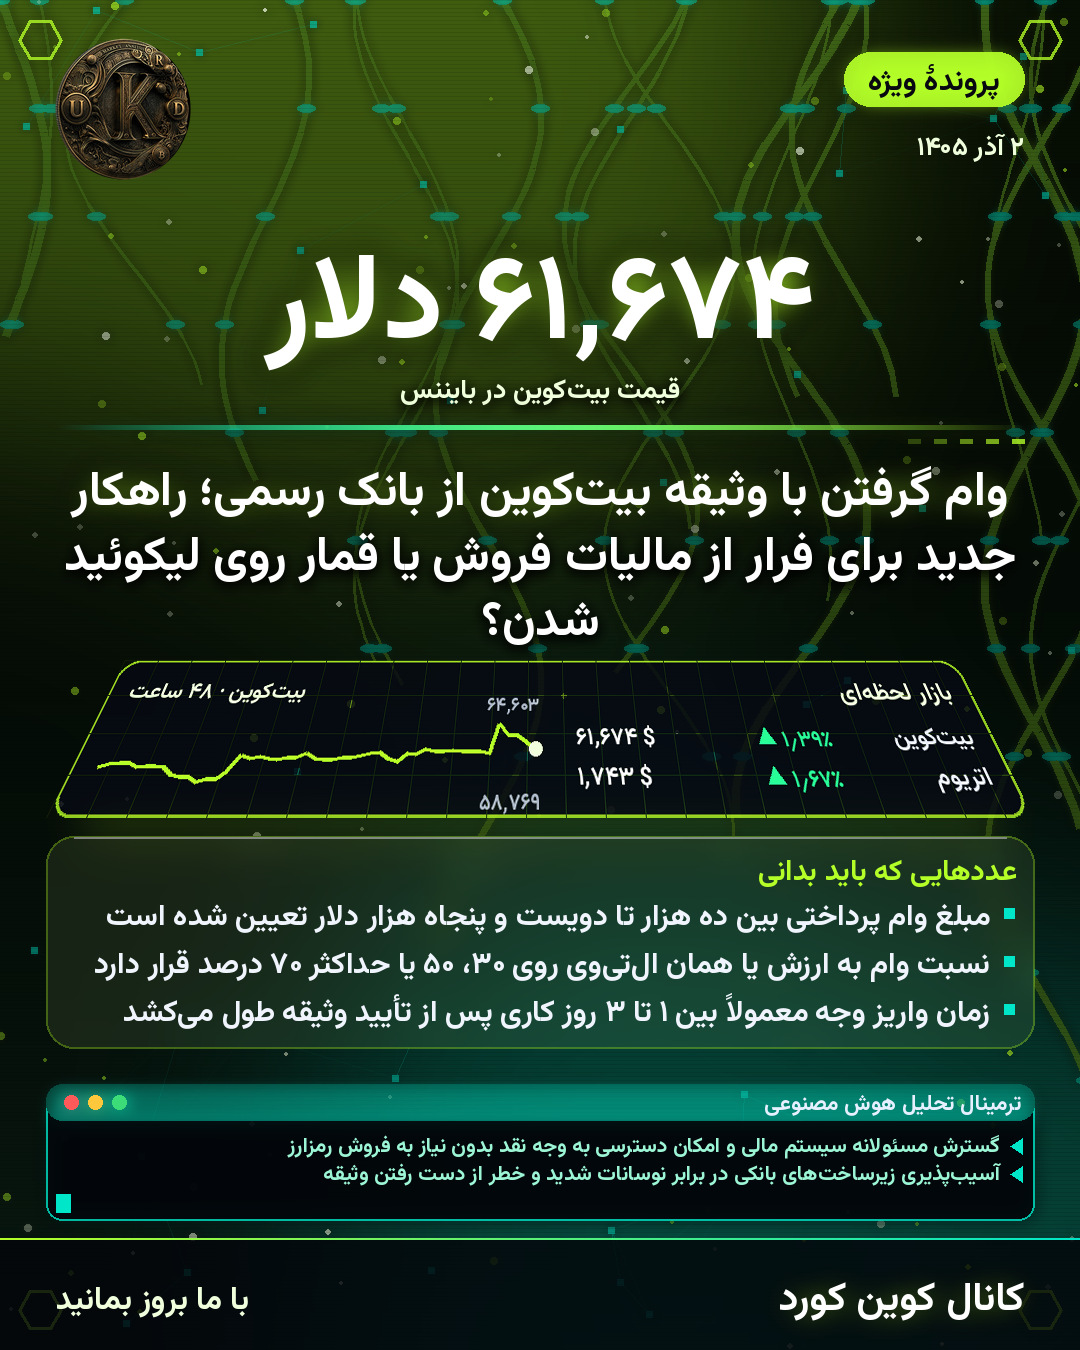 پروندهٔ ویژه
۲ آذر ۱۴۰۵
MARKET ANALYSIS
K
U
R
D
B
۶۱,۶۷۴ دلار
قیمت بیت‌کوین در بایننس
وام گرفتن با وثیقه بیت‌کوین از بانک رسمی؛ راهکار
جدید برای فرار از مالیات فروش یا قمار روی لیکوئید
شدن؟
بازار لحظه‌ای
بیت‌کوین ▲۱٫۳۹٪ ۶۱,۶۷۴ $
اتریوم ▲۱٫۶۷٪ ۱,۷۴۳ $
بیت‌کوین · ۴۸ ساعت
۶۴,۶۰۳
۵۸,۷۶۹
عددهایی که باید بدانی
مبلغ وام پرداختی بین ده هزار تا دویست و پنجاه هزار دلار تعیین شده است
نسبت وام به ارزش یا همان ال‌تی‌وی روی ۳۰، ۵۰ یا حداکثر ۷۰ درصد قرار دارد
زمان واریز وجه معمولاً بین ۱ تا ۳ روز کاری پس از تأیید وثیقه طول می‌کشد
ترمینال تحلیل هوش مصنوعی
گسترش مسئولانه سیستم مالی و امکان دسترسی به وجه نقد بدون نیاز به فروش رمزارز
آسیب‌پذیری زیرساخت‌های بانکی در برابر نوسانات شدید و خطر از دست رفتن وثیقه
کانال کوین کورد
با ما بروز بمانید